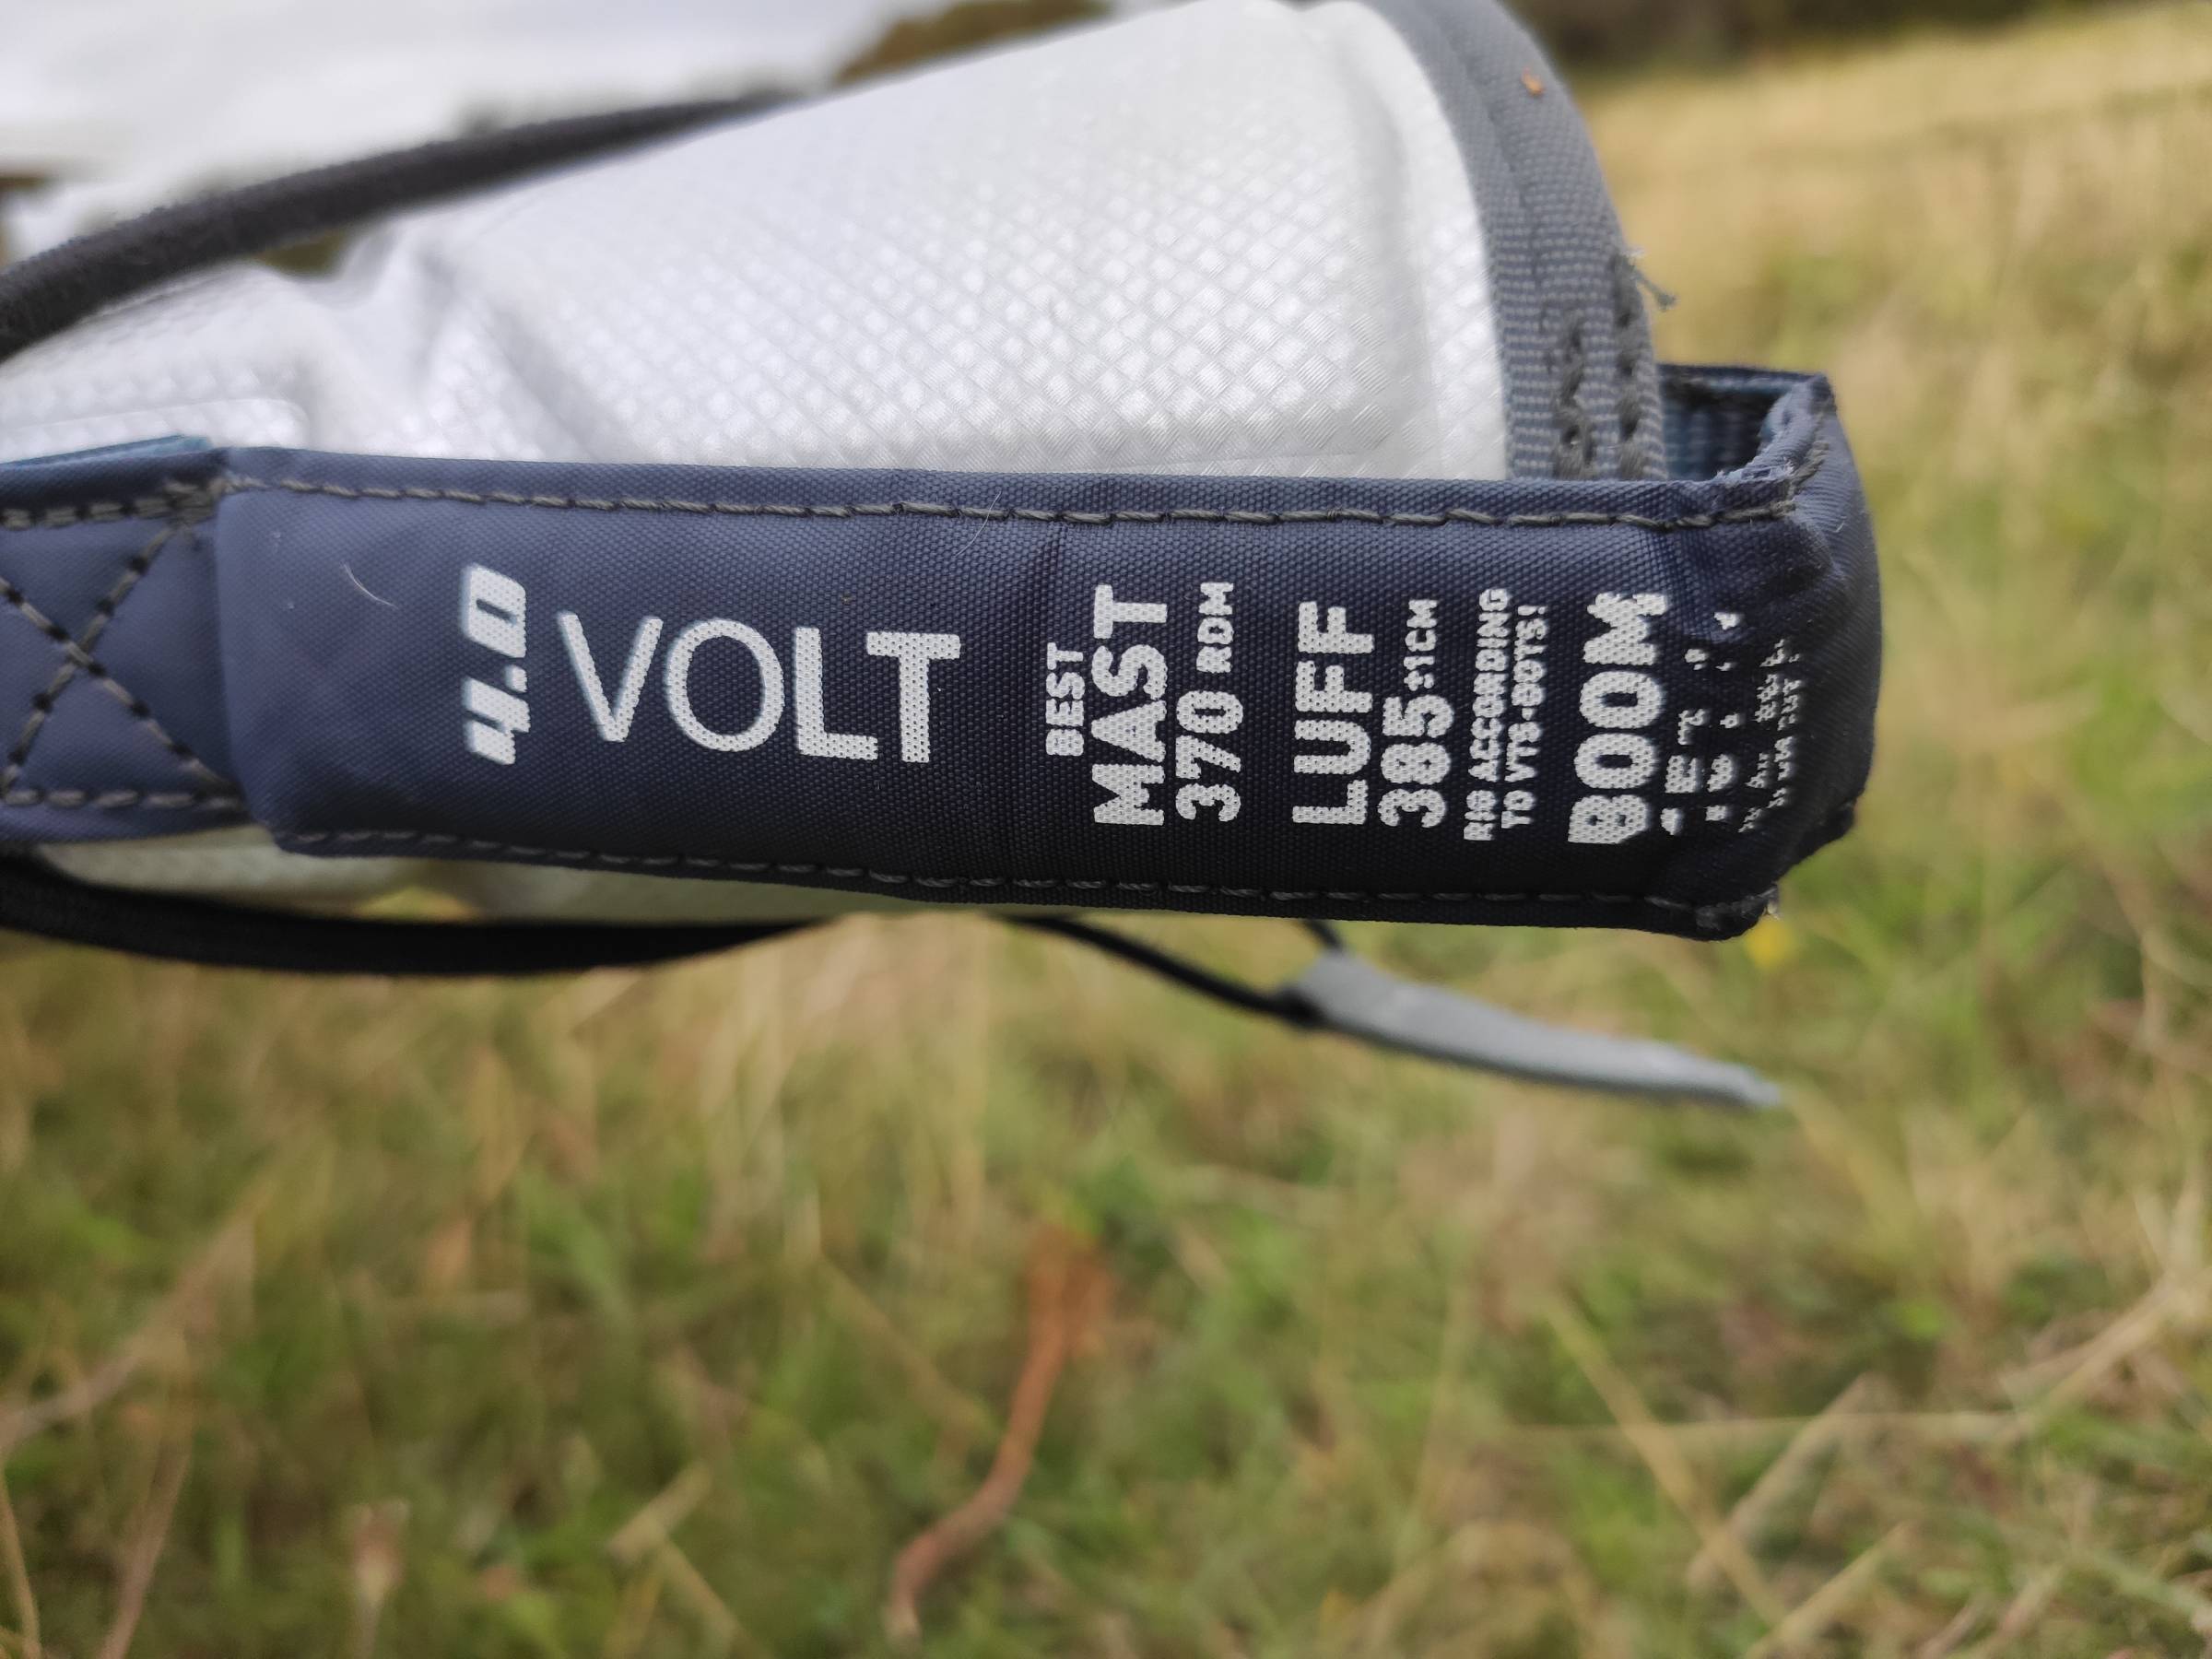 4.0
VOLT
BEST
MAST
370 RDM
LUFF
385±1CM
RIG ACCORDING
TO VTS-DOTS!
BOOM